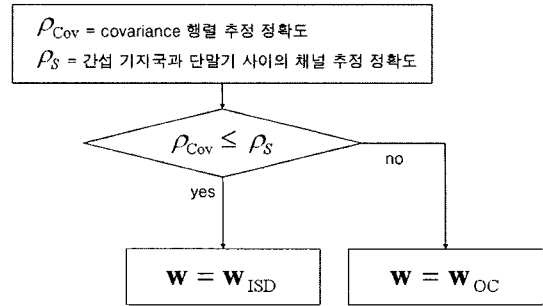 ρ_Cov = covariance 행렬 추정 정확도
ρ_S = 간섭 기지국과 단말기 사이의 채널 추정 정확도
ρ_Cov ≤ ρ_S
no
yes
w = w_ISD
w = w_OC